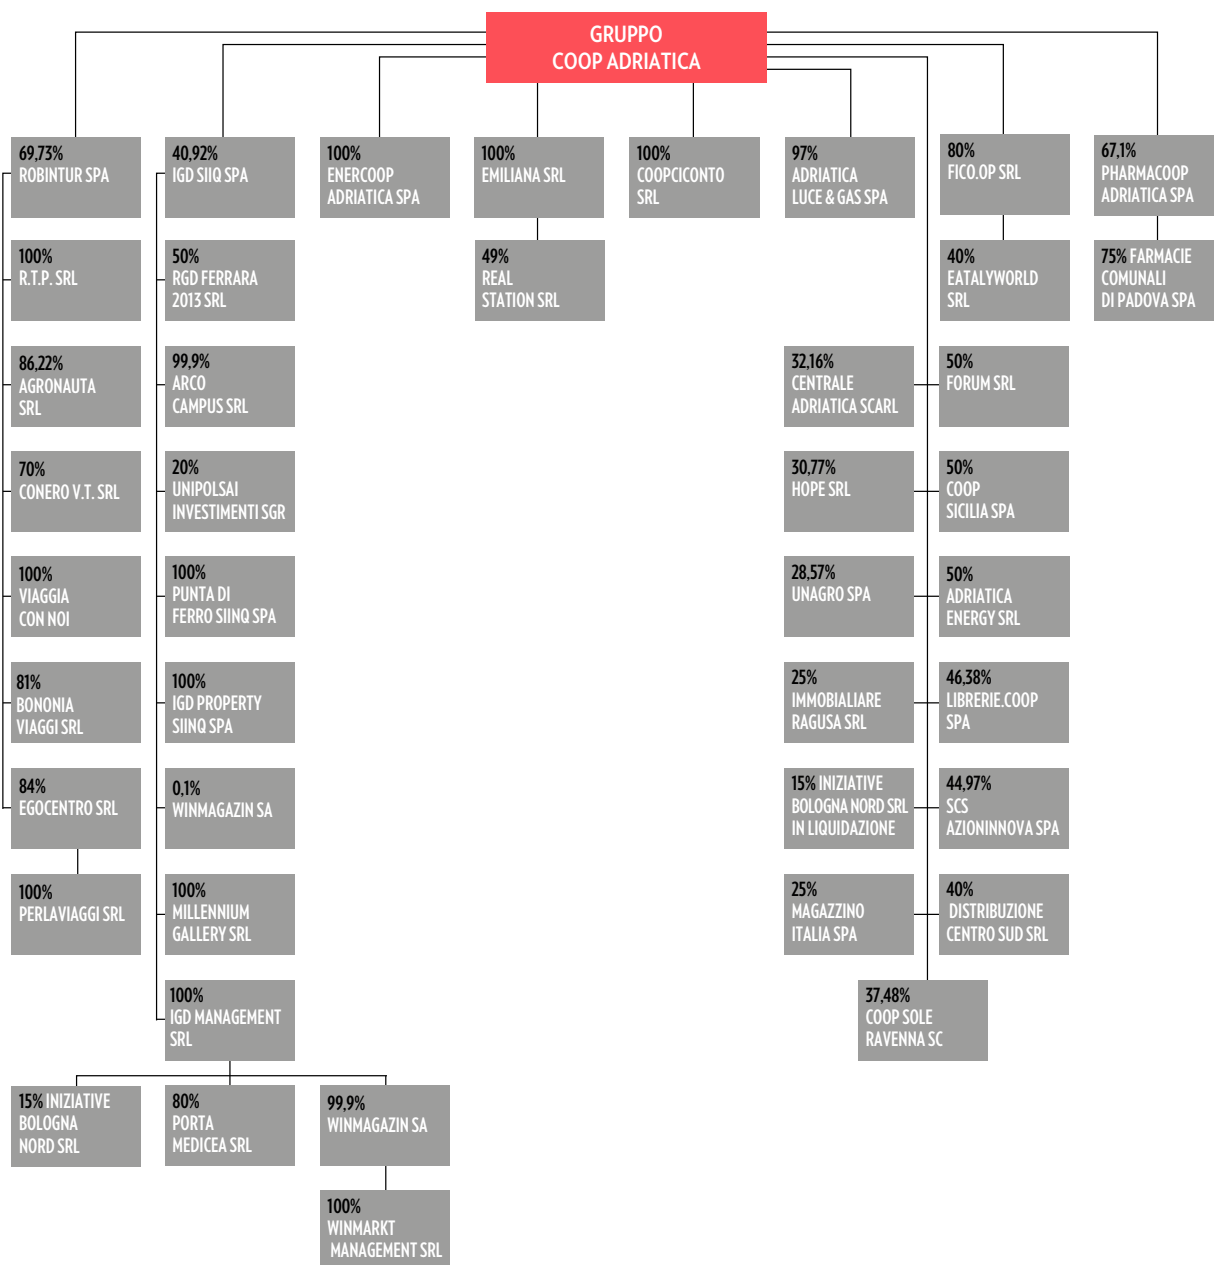 GRUPPO
COOP ADRIATICA
69,73%
ROBINTUR SPA
40,92%
IGD SIIQ SPA
100%
ENERCOOP
ADRIATICA SPA
100%
EMILIANA SRL
100%
COOPCICONTO
SRL
97%
ADRIATICA
LUCE & GAS SPA
80%
FICO.OP SRL
67,1%
PHARMACOOP
ADRIATICA SPA
100%
R.T.P. SRL
50%
RGD FERRARA
2013 SRL
49%
REAL
STATION SRL
40%
EATALYWORLD
SRL
75% FARMACIE
COMUNALI
DI PADOVA SPA
86,22%
AGRONAUTA
SRL
99,9%
ARCO
CAMPUS SRL
32,16%
CENTRALE
ADRIATICA SCARL
50%
FORUM SRL
70%
CONERO V.T. SRL
20%
UNIPOLSAI
INVESTIMENTI SGR
30,77%
HOPE SRL
50%
COOP
SICILIA SPA
100%
VIAGGIA
CON NOI
100%
PUNTA DI
FERRO SIINQ SPA
28,57%
UNAGRO SPA
50%
ADRIATICA
ENERGY SRL
81%
BONONIA
VIAGGI SRL
100%
IGD PROPERTY
SIINQ SPA
25%
IMMOBIALIARE
RAGUSA SRL
46,38%
LIBRERIE.COOP
SPA
84%
EGOCENTRO SRL
0,1%
WINMAGAZIN SA
15% INIZIATIVE
BOLOGNA NORD SRL
IN LIQUIDAZIONE
44,97%
SCS
AZIONINNOVA SPA
100%
PERLAVIAGGI SRL
100%
MILLENNIUM
GALLERY SRL
25%
MAGAZZINO
ITALIA SPA
40%
DISTRIBUZIONE
CENTRO SUD SRL
100%
IGD MANAGEMENT
SRL
37,48%
COOP SOLE
RAVENNA SC
15% INIZIATIVE
BOLOGNA
NORD SRL
80%
PORTA
MEDICEA SRL
99,9%
WINMAGAZIN SA
100%
WINMARKT
MANAGEMENT SRL